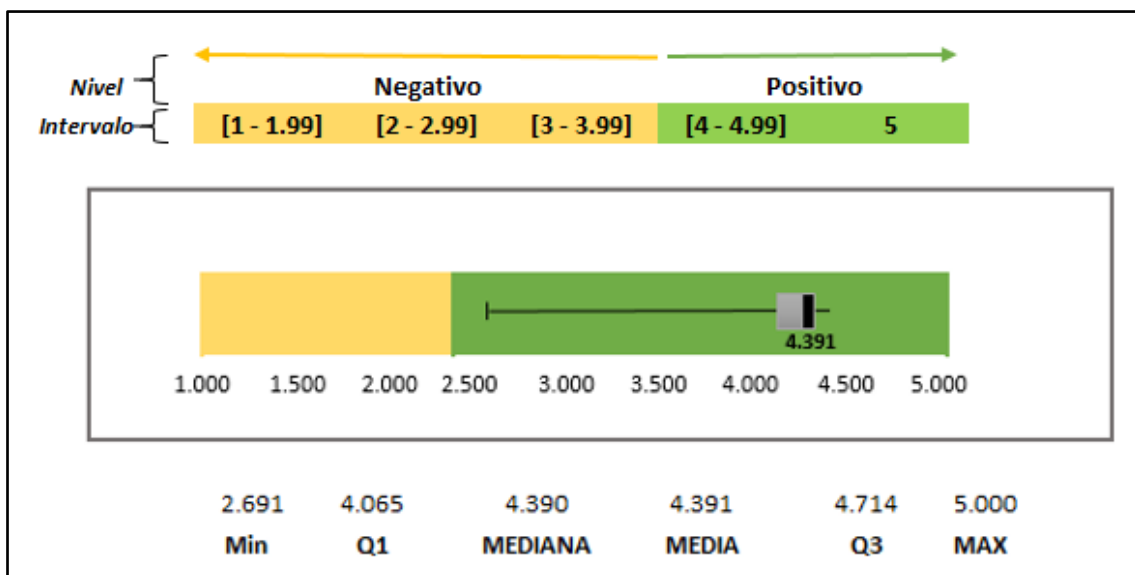 Nivel
Negativo Positivo
Intervalo
[1 - 1.99] [2 - 2.99] [3 - 3.99] [4 - 4.99] 5
4.391
1.000 1.500 2.000 2.500 3.000 3.500 4.000 4.500 5.000
2.691 4.065 4.390 4.391 4.714 5.000
Min Q1 MEDIANA MEDIA Q3 MAX